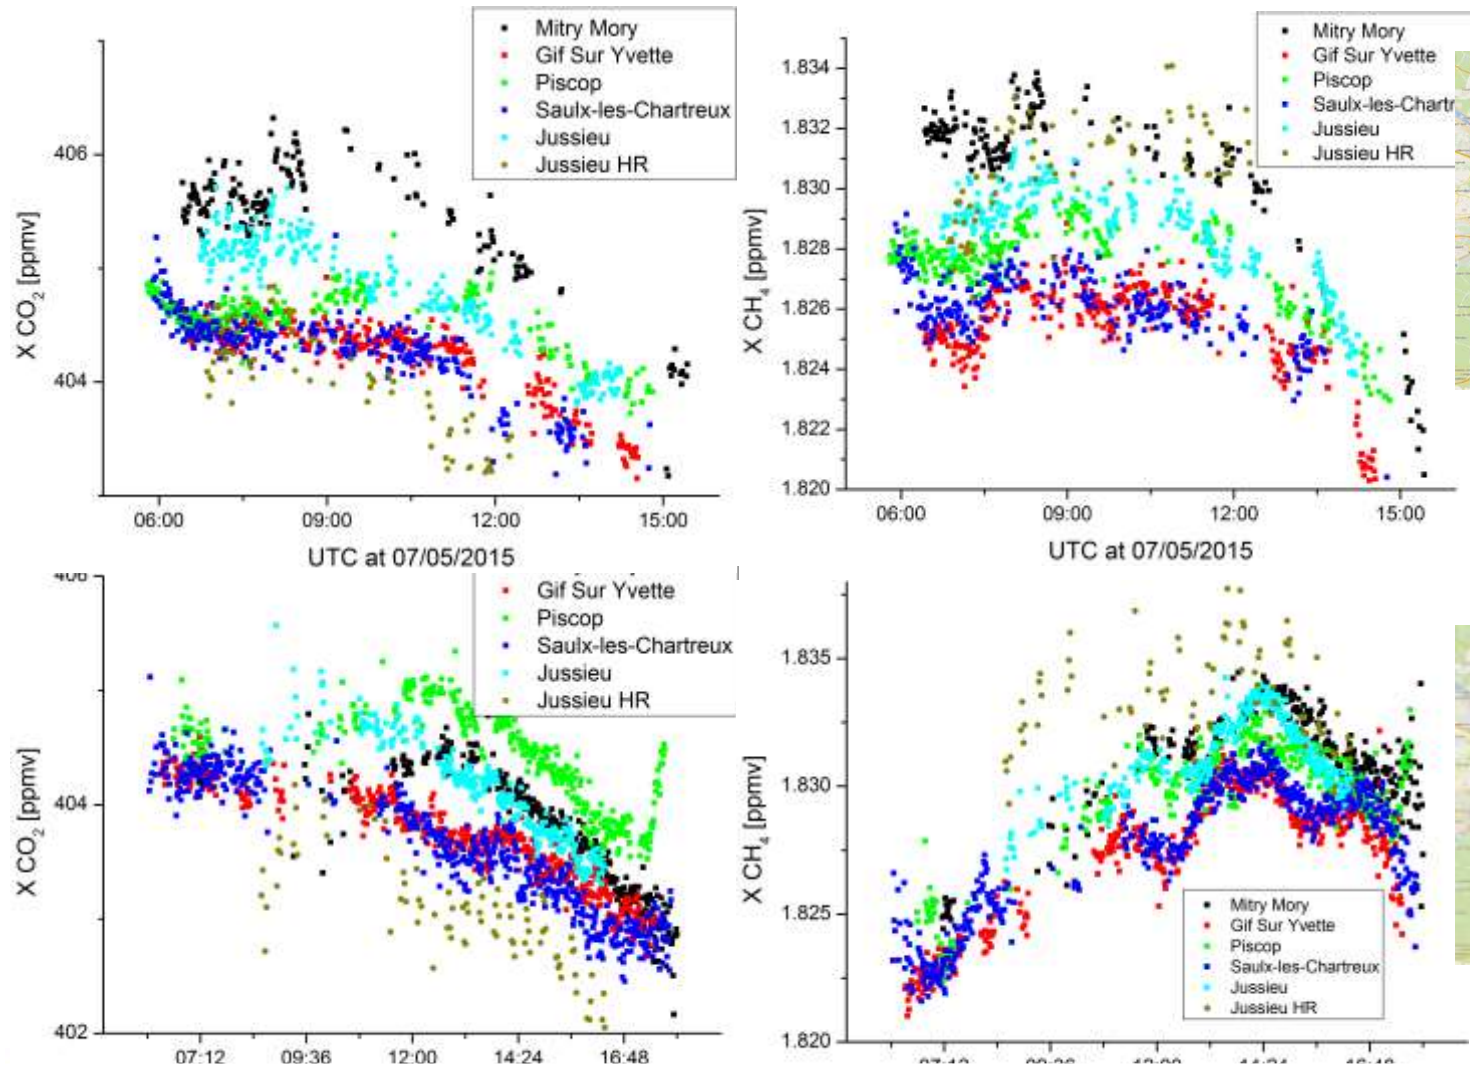 Mitry Mory
Gif Sur Yvette
Piscop
Saulx-les-Chartreux
Jussieu
Jussieu HR
406
404
X CO2 [ppmv]
06:00 09:00 12:00 15:00
UTC at 07/05/2015
Mitry Mory
Gif Sur Yvette
Piscop
Saulx-les-Chartr
Jussieu
Jussieu HR
1.834
1.832
1.830
1.828
1.826
1.824
1.822
1.820
X CH4 [ppmv]
06:00 09:00 12:00 15:00
UTC at 07/05/2015
406
Gif Sur Yvette
Piscop
Saulx-les-Chartreux
Jussieu
Jussieu HR
404
402
X CO2 [ppmv]
07:12 09:36 12:00 14:24 16:48
1.835
1.830
1.825
1.820
X CH4 [ppmv]
Mitry Mory
Gif Sur Yvette
Piscop
Saulx-les-Chartreux
Jussieu
Jussieu HR